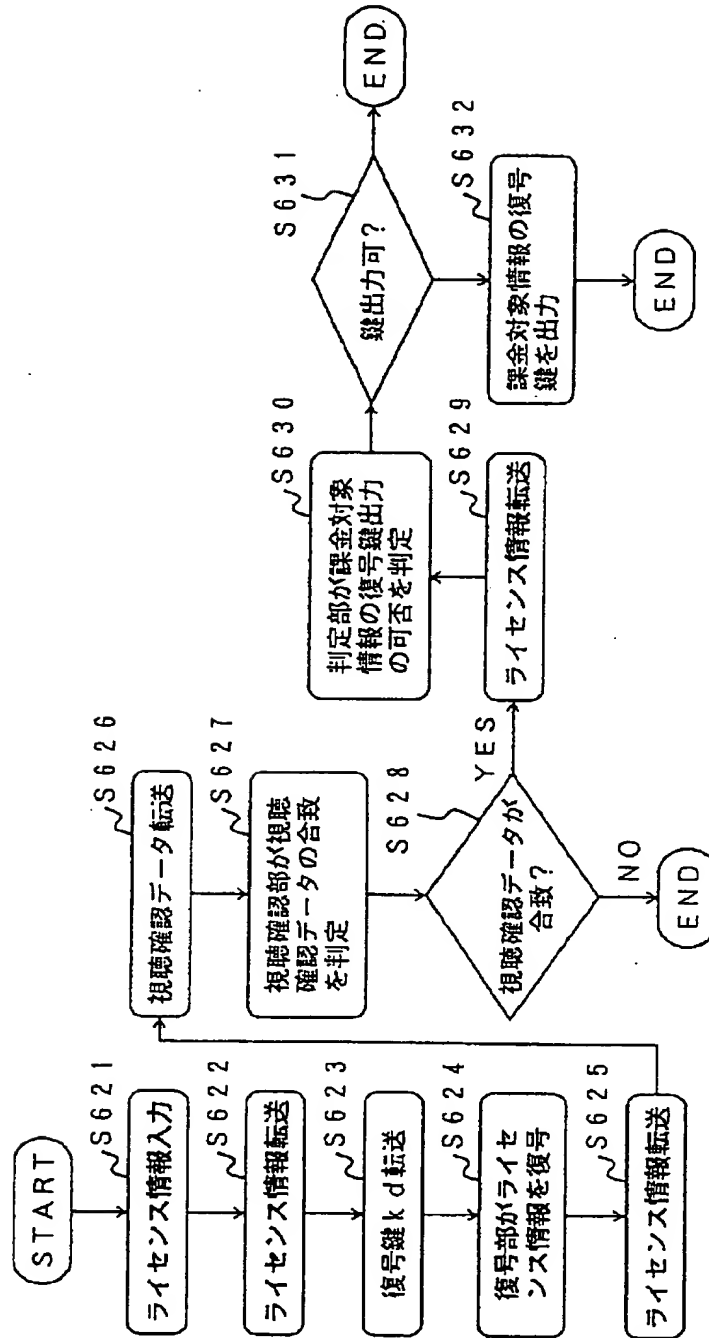 START
S621
ライセンス情報入力
S622
ライセンス情報転送
S623
復号鍵kd転送
S624
復号部がライセ
ンス情報を復号
S625
ライセンス情報転送
S626
視聴確認データ転送
S627
視聴確認部が視聴
確認データの合致
を判定
S628
視聴確認データが
合致?
YES
NO
END
S629
ライセンス情報転送
S630
判定部が課金対象
情報の復号鍵出力
の可否を判定
S631
鍵出力可?
END
S632
課金対象情報の復号
鍵を出力
END